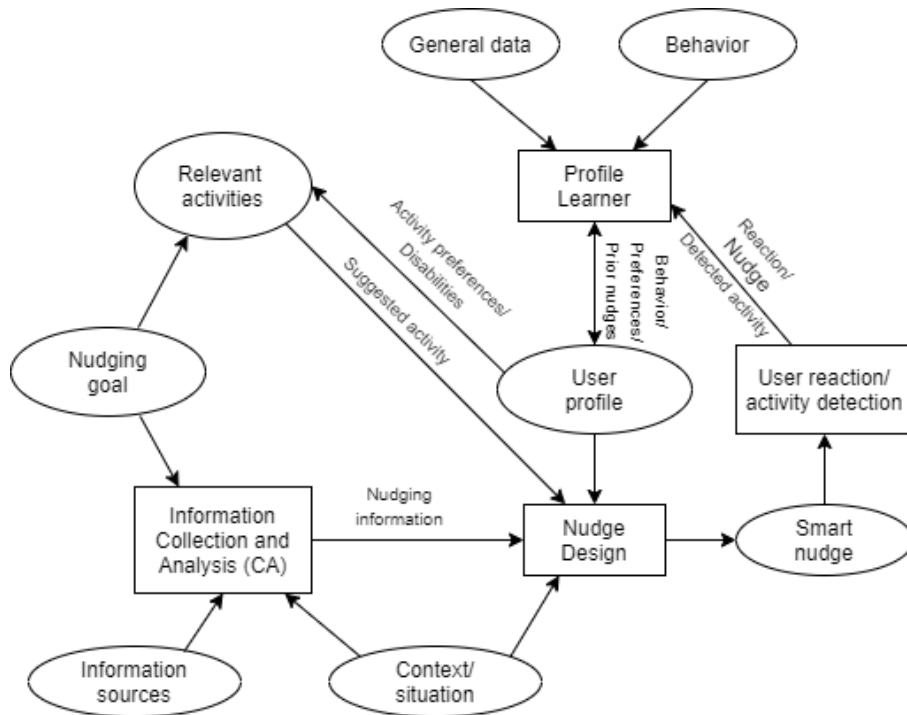 General data
Behavior
Profile
Learner
Relevant
activities
Activity preferences/
Disabilities
Suggested activity
Behavior/
Preferences/
Prior nudges
Reaction/
Nudge
Detected activity
Nudging
goal
User
profile
User reaction/
activity detection
Information
Collection and
Analysis (CA)
Nudging
information
Nudge
Design
Smart
nudge
Information
sources
Context/
situation